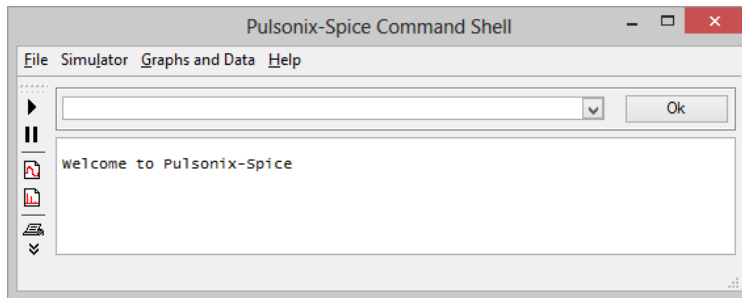 Pulsonix-Spice Command Shell
File Simulator Graphs and Data Help
Ok
Welcome to Pulsonix-Spice